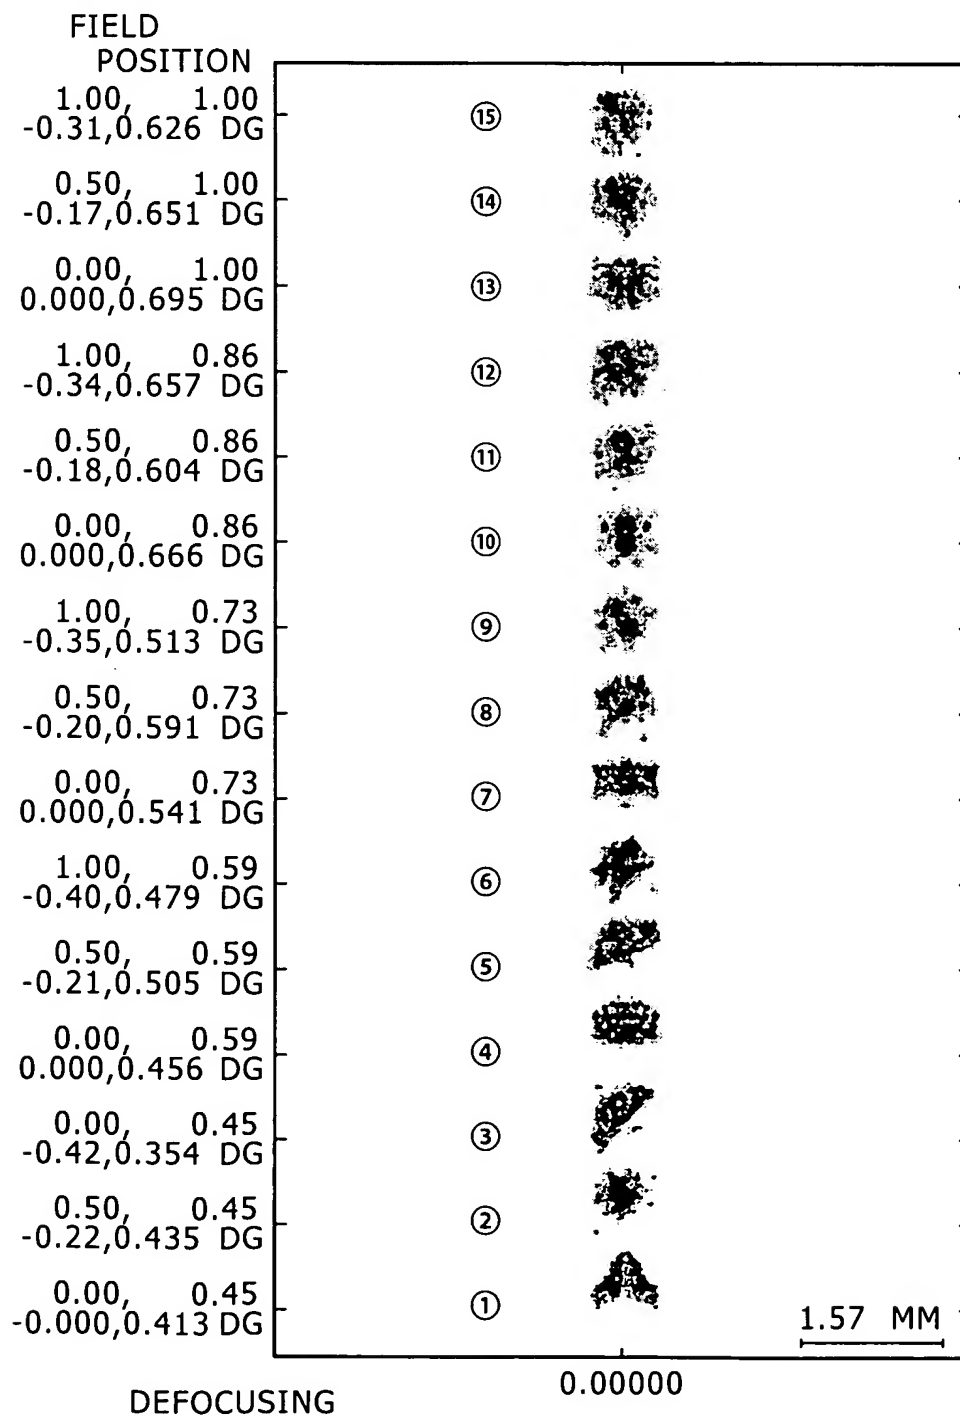 FIELD
POSITION
1.00, 1.00
-0.31,0.626 DG
⑮
0.50, 1.00
-0.17,0.651 DG
⑭
0.00, 1.00
0.000,0.695 DG
⑬
1.00, 0.86
-0.34,0.657 DG
⑫
0.50, 0.86
-0.18,0.604 DG
⑪
0.00, 0.86
0.000,0.666 DG
⑩
1.00, 0.73
-0.35,0.513 DG
⑨
0.50, 0.73
-0.20,0.591 DG
⑧
0.00, 0.73
0.000,0.541 DG
⑦
1.00, 0.59
-0.40,0.479 DG
⑥
0.50, 0.59
-0.21,0.505 DG
⑤
0.00, 0.59
0.000,0.456 DG
④
0.00, 0.45
-0.42,0.354 DG
③
0.50, 0.45
-0.22,0.435 DG
②
0.00, 0.45
-0.000,0.413 DG
①
1.57 MM
0.00000
DEFOCUSING